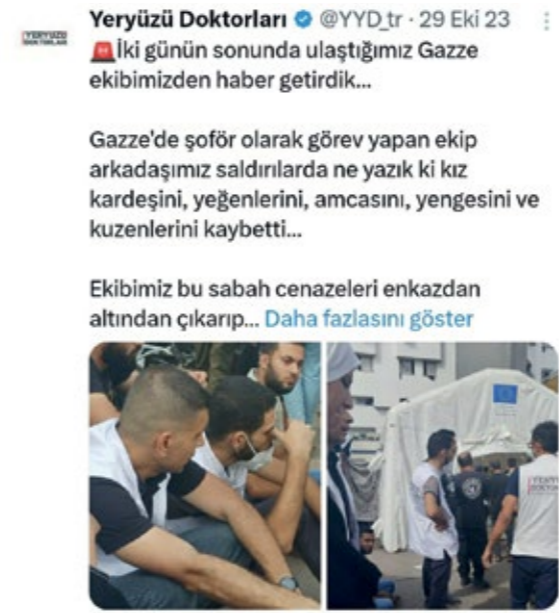 YERYÜZÜ DOKTORLARI
Yeryüzü Doktorları @YYD_tr · 29 Eki 23
İki günün sonunda ulaştığımız Gazze
ekibimizden haber getirdik...
Gazze'de şoför olarak görev yapan ekip
arkadaşımız saldırılarda ne yazık ki kız
kardeşini, yeğenlerini, amcasını, yengesini ve
kuzenlerini kaybetti...
Ekibimiz bu sabah cenazeleri enkazdan
altından çıkarıp... Daha fazlasını göster